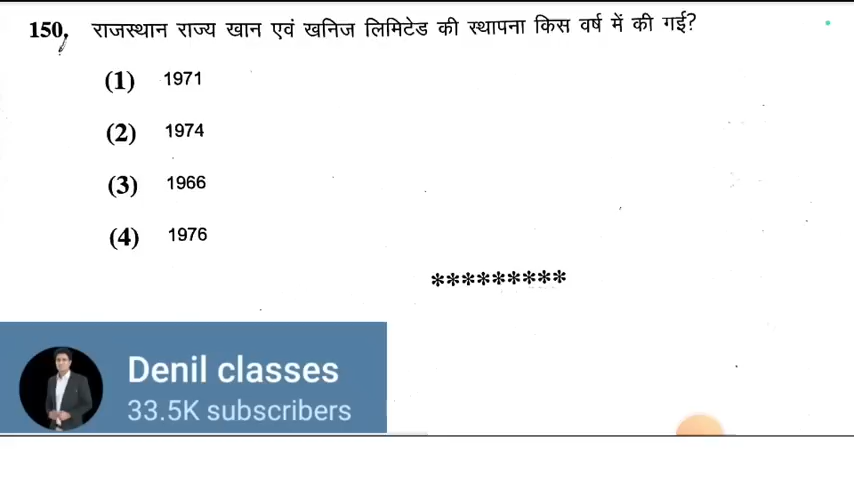 150. राजस्थान राज्य खान एवं खनिज लिमिटेड की स्थापना किस वर्ष में की गई?
(1) 1971
(2) 1974
(3) 1966
(4) 1976
*********
Denil classes
33.5K subscribers